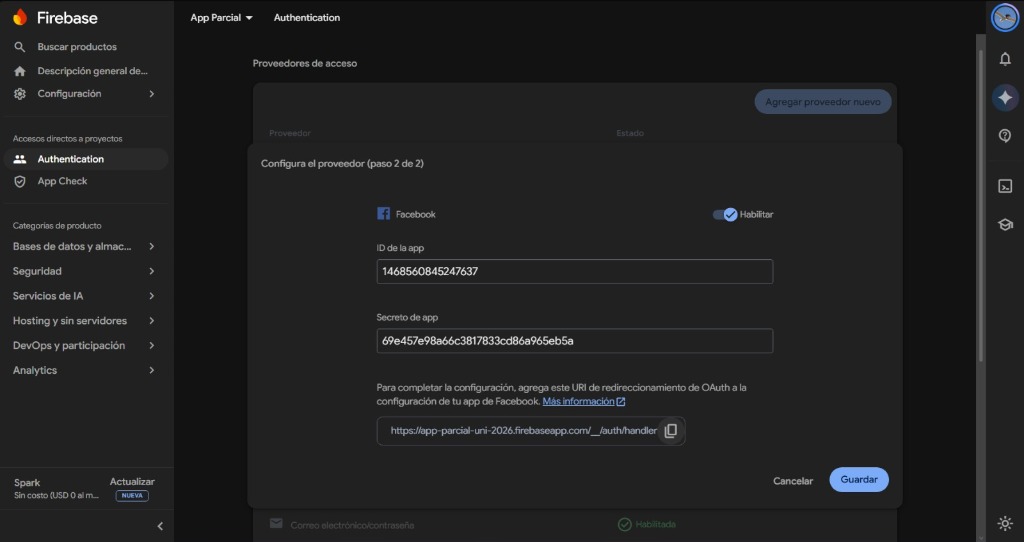 Firebase
App Parcial
Authentication
Buscar productos
Descripción general de...
Configuración
Accesos directos a proyectos
Authentication
App Check
Categorías de producto
Bases de datos y almac...
Seguridad
Servicios de IA
Hosting y sin servidores
DevOps y participación
Analytics
Spark
Actualizar
Sin costo (USD 0 al m...
NUEVA
Proveedores de acceso
Agregar proveedor nuevo
Proveedor
Estado
Configura el proveedor (paso 2 de 2)
Facebook
Habilitar
ID de la app
1468560845247637
Secreto de app
69e457e98a66c3817833cd86a965eb5a
Para completar la configuración, agrega este URI de redireccionamiento de OAuth a la
configuración de tu app de Facebook. Más información
https://app-parcial-uni-2026.firebaseapp.com/__/auth/handler
Cancelar
Guardar
Correo electrónico/contraseña
Habilitada